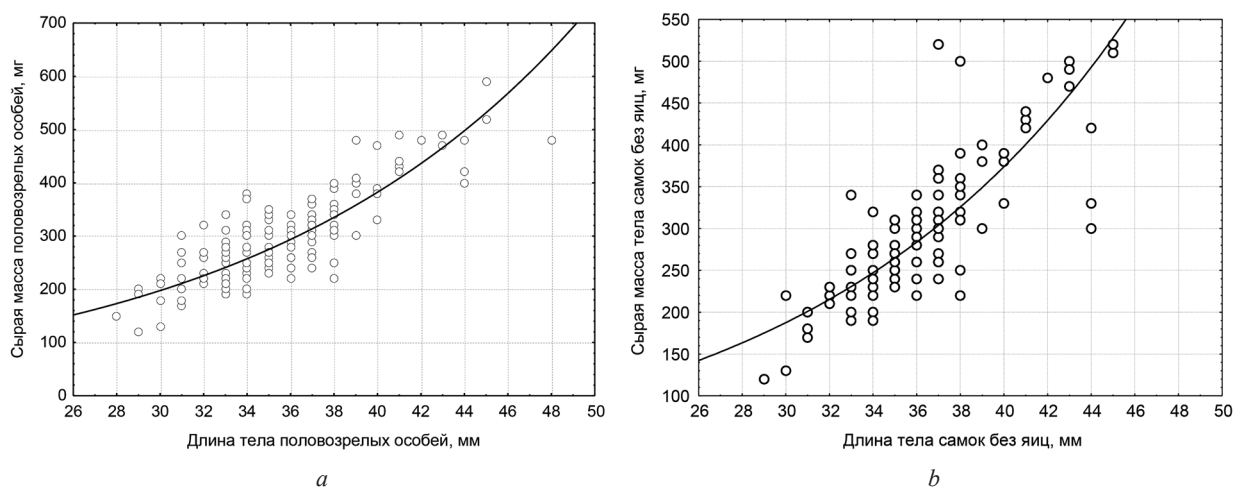 700
600
500
400
300
200
100
0
Сырая масса половозрелых особей, мг
26 28 30 32 34 36 38 40 42 44 46 48 50
Длина тела половозрелых особей, мм
a
550
500
450
400
350
300
250
200
150
100
Сырая масса тела самок без яиц, мг
26 28 30 32 34 36 38 40 42 44 46 48 50
Длина тела самок без яиц, мм
b